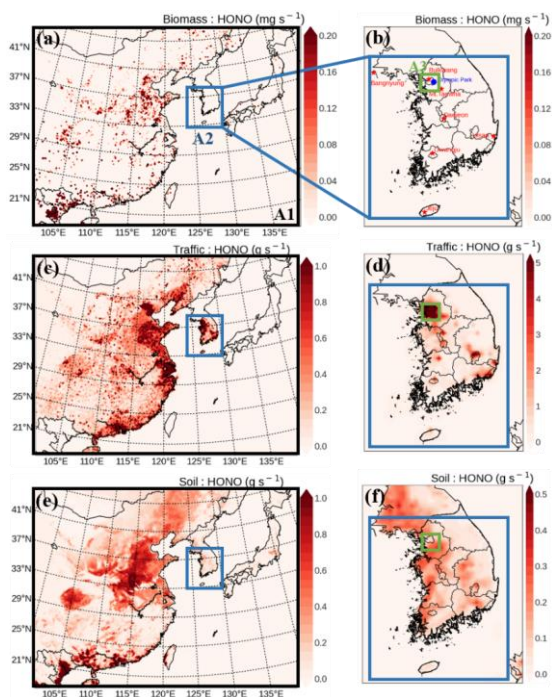 Biomass : HONO (mg s⁻¹)
(a)
41°N
37°N
33°N
29°N
25°N
21°N
105°E 110°E 115°E 120°E 125°E 130°E 135°E
A2
A1
0.20
0.16
0.12
0.08
0.04
0.00
Biomass : HONO (mg s⁻¹)
(b)
0.20
0.16
0.12
0.08
0.04
0.00
Traffic : HONO (g s⁻¹)
(c)
41°N
37°N
33°N
29°N
25°N
21°N
105°E 110°E 115°E 120°E 125°E 130°E 135°E
1.0
0.8
0.6
0.4
0.2
0.0
Traffic : HONO (g s⁻¹)
(d)
5
4
3
2
1
0
Soil : HONO (g s⁻¹)
(e)
41°N
37°N
33°N
29°N
25°N
21°N
105°E 110°E 115°E 120°E 125°E 130°E 135°E
1.0
0.8
0.6
0.4
0.2
0.0
Soil : HONO (g s⁻¹)
(f)
0.5
0.4
0.3
0.2
0.1
0.0